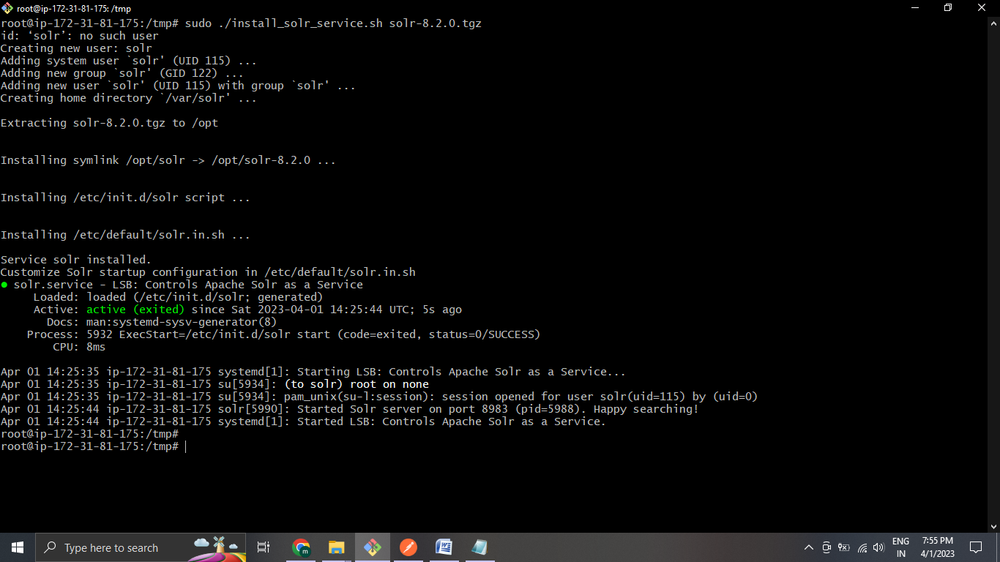 root@ip-172-31-81-175: /tmp
root@ip-172-31-81-175:/tmp# sudo ./install_solr_service.sh solr-8.2.0.tgz
id: ‘solr’: no such user
Creating new user: solr
Adding system user `solr' (UID 115) ...
Adding new group `solr' (GID 122) ...
Adding new user `solr' (UID 115) with group `solr' ...
Creating home directory `/var/solr' ...
Extracting solr-8.2.0.tgz to /opt
Installing symlink /opt/solr -> /opt/solr-8.2.0 ...
Installing /etc/init.d/solr script ...
Installing /etc/default/solr.in.sh ...
Service solr installed.
Customize Solr startup configuration in /etc/default/solr.in.sh
● solr.service - LSB: Controls Apache Solr as a Service
Loaded: loaded (/etc/init.d/solr; generated)
Active: active (exited) since Sat 2023-04-01 14:25:44 UTC; 5s ago
Docs: man:systemd-sysv-generator(8)
Process: 5932 ExecStart=/etc/init.d/solr start (code=exited, status=0/SUCCESS)
CPU: 8ms
Apr 01 14:25:35 ip-172-31-81-175 systemd[1]: Starting LSB: Controls Apache Solr as a Service...
Apr 01 14:25:35 ip-172-31-81-175 su[5934]: (to solr) root on none
Apr 01 14:25:35 ip-172-31-81-175 su[5934]: pam_unix(su-l:session): session opened for user solr(uid=115) by (uid=0)
Apr 01 14:25:44 ip-172-31-81-175 solr[5990]: Started Solr server on port 8983 (pid=5988). Happy searching!
Apr 01 14:25:44 ip-172-31-81-175 systemd[1]: Started LSB: Controls Apache Solr as a Service.
root@ip-172-31-81-175:/tmp#
root@ip-172-31-81-175:/tmp#
Type here to search
m
W
ENG
IN
7:55 PM
4/1/2023